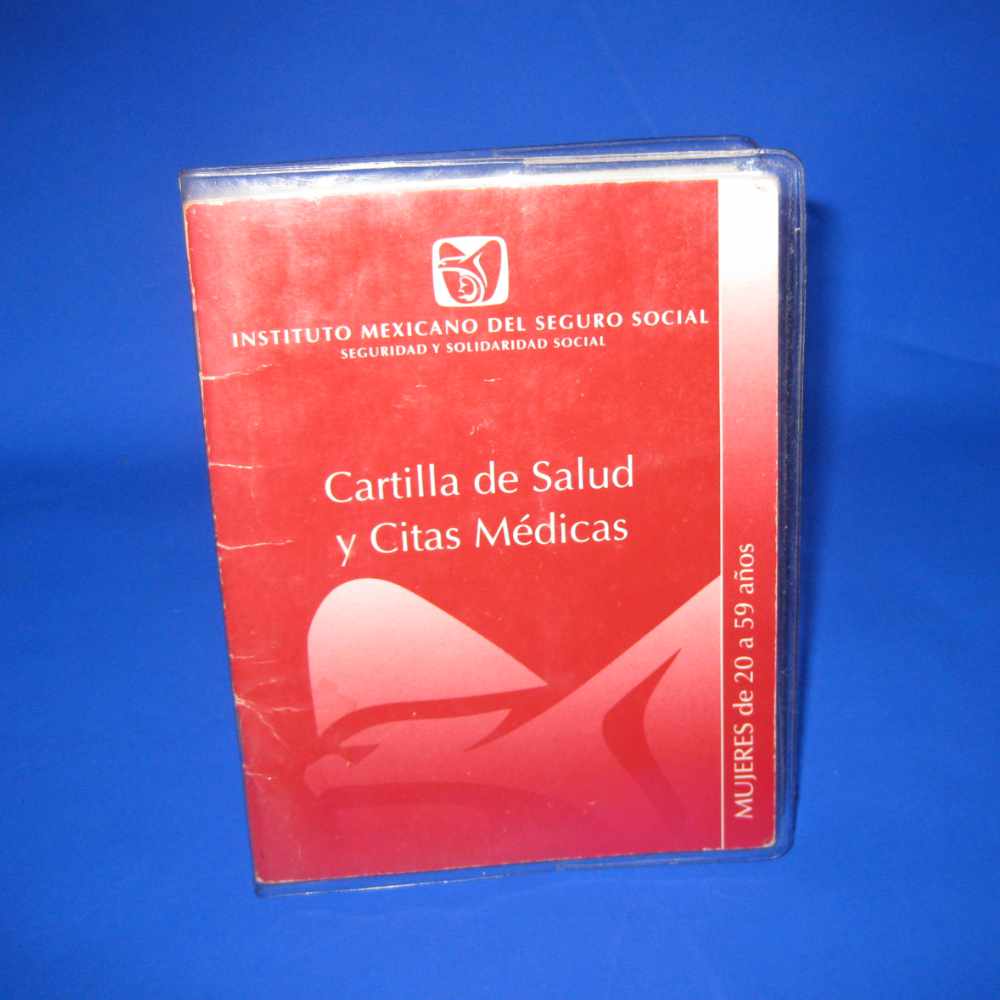 INSTITUTO MEXICANO DEL SEGURO SOCIAL
SEGURIDAD Y SOLIDARIDAD SOCIAL
Cartilla de Salud
y Citas Médicas
MUJERES de 20 a 59 años